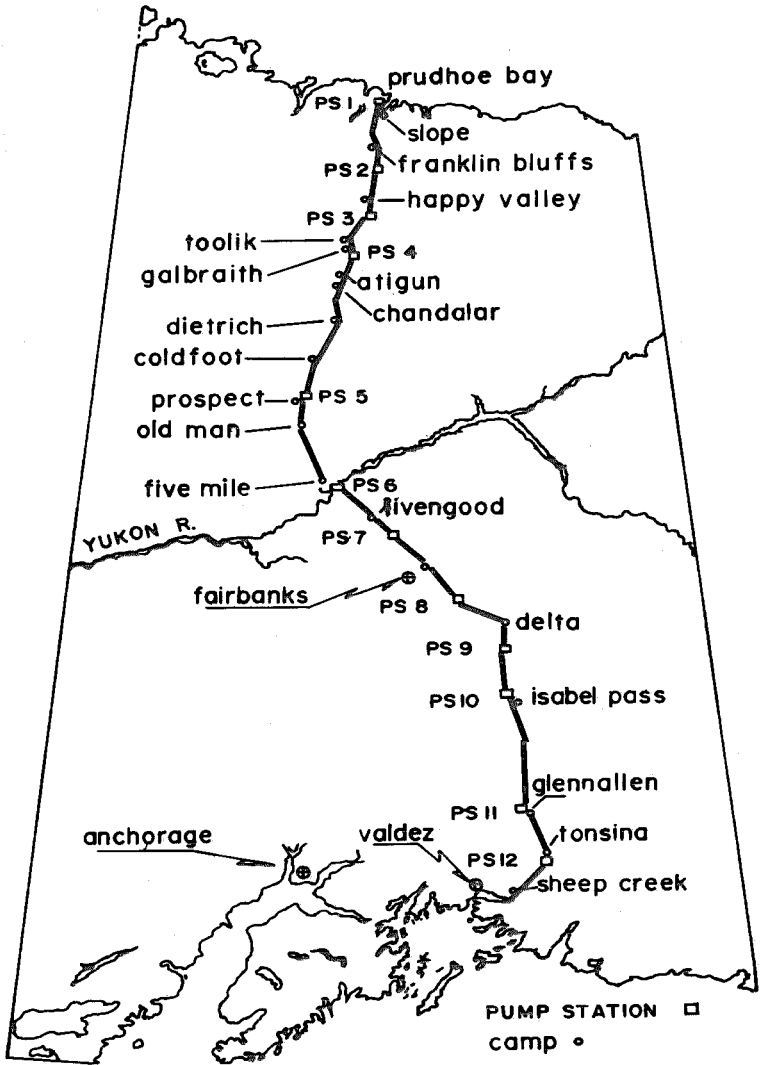 prudhoe bay
PS 1
slope
franklin bluffs
PS 2
happy valley
PS 3
toolik
PS 4
galbraith
atigun
chandalar
dietrich
coldfoot
prospect
PS 5
old man
five mile
PS 6
livengood
YUKON R.
PS 7
fairbanks
PS 8
delta
PS 9
PS 10
isabel pass
glennallen
PS 11
anchorage
valdez
tonsina
PS 12
sheep creek
PUMP STATION
camp